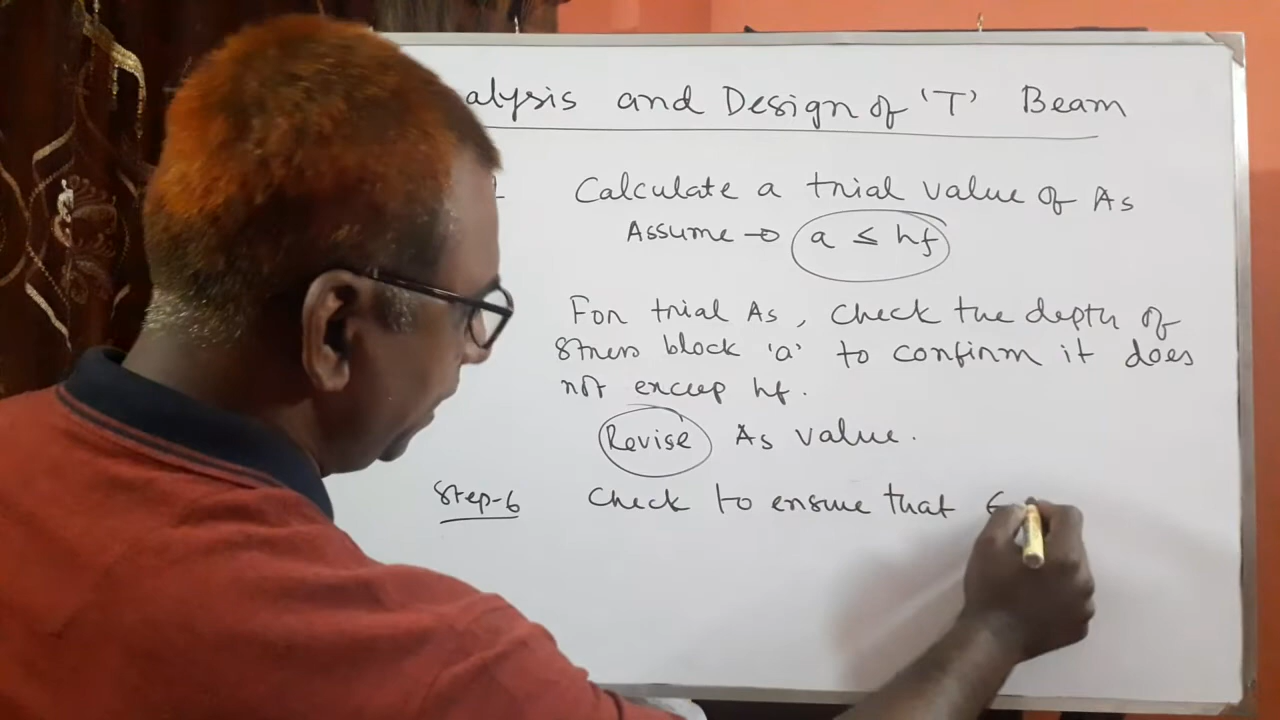 alysis and Design of 'T' Beam
Calculate a trial value of As
Assume → a ≤ hf
For trial As, check the depth of
stress block 'a' to confirm it does
not exceep hf.
Revise As value.
Step-6 Check to ensure that ϵ